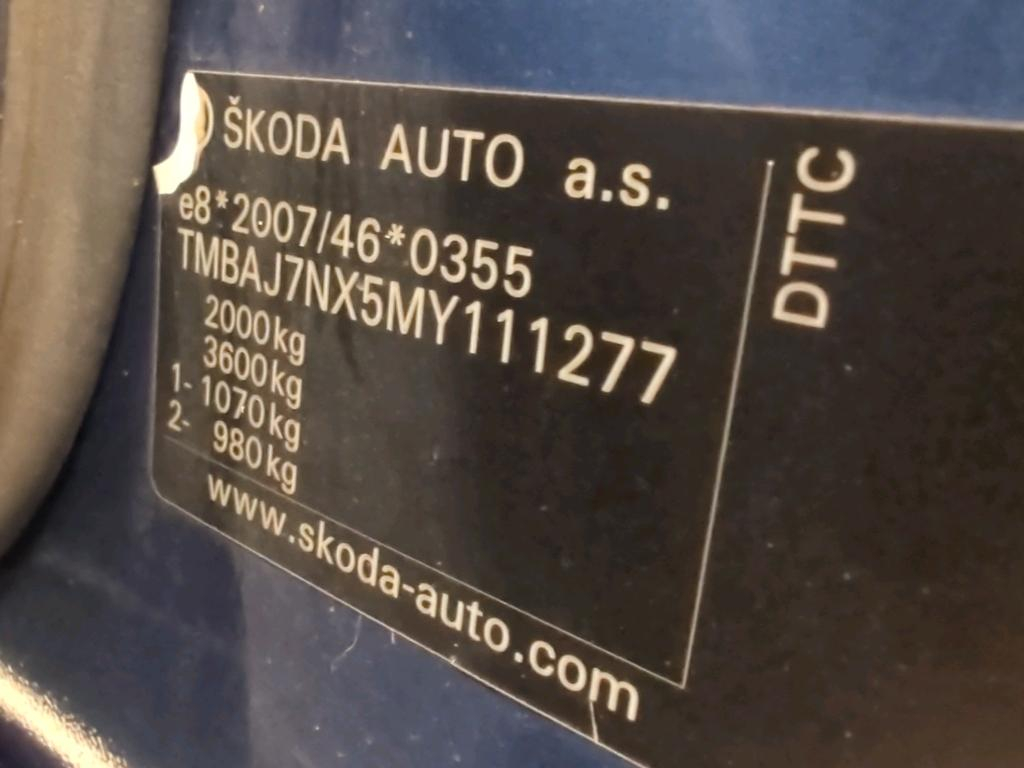 ŠKODA AUTO a.s.
e8*2007/46*0355
TMBAJ7NX5MY111277
2000kg
3600kg
1- 1070kg
2- 980kg
www.skoda-auto.com
DTTC